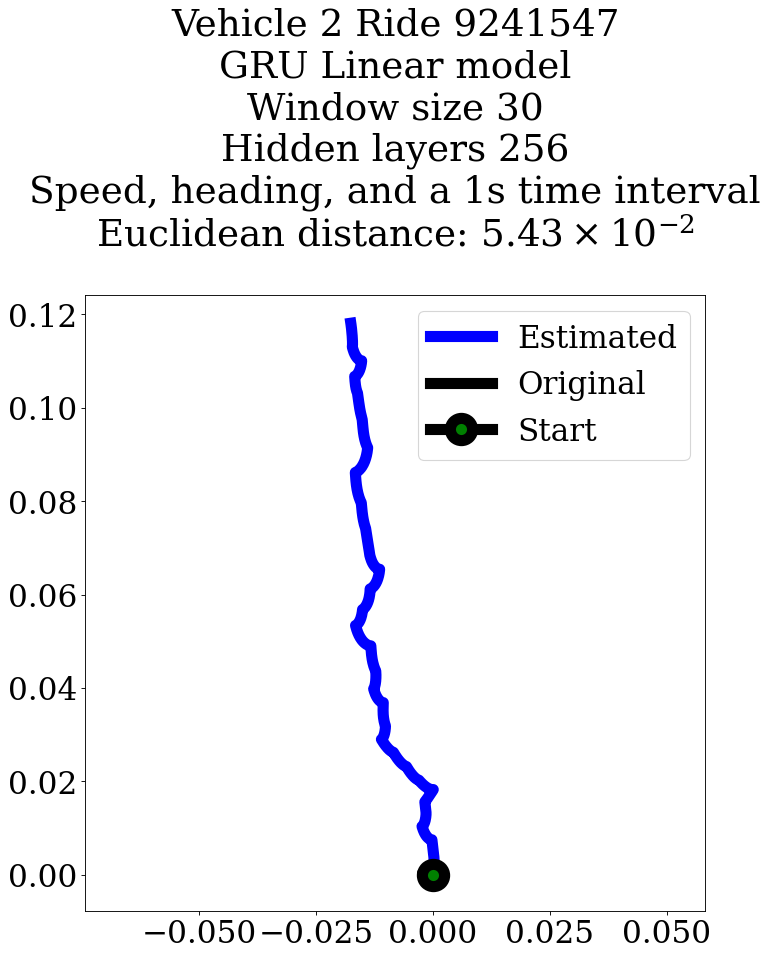 Vehicle 2 Ride 9241547
GRU Linear model
Window size 30
Hidden layers 256
Speed, heading, and a 1s time interval
Euclidean distance: 5.43 × 10⁻²
0.12
0.10
0.08
0.06
0.04
0.02
0.00
Estimated
Original
Start
−0.050 −0.025 0.000 0.025 0.050